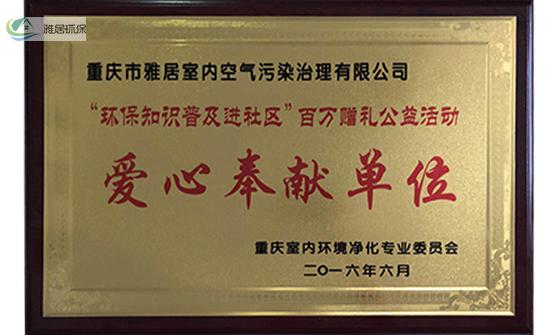 雅居环保
重庆市雅居室内空气污染治理有限公司
“环保知识普及进社区”百万赠礼公益活动
爱心奉献单位
重庆室内环境净化专业委员会
二〇一六年六月